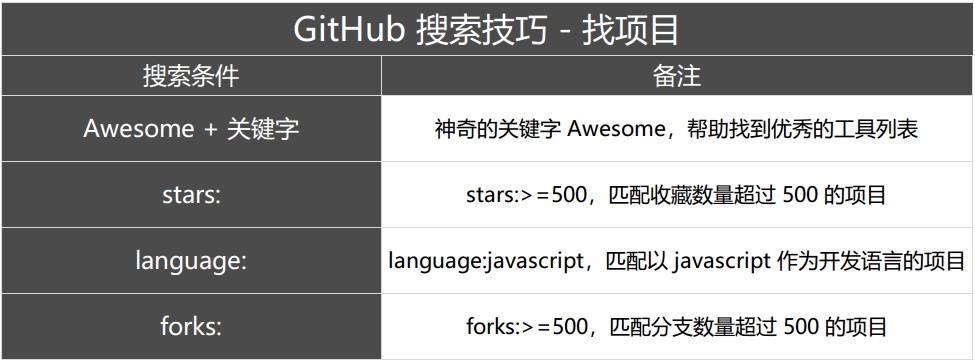 GitHub 搜索技巧 - 找项目
搜索条件
备注
Awesome + 关键字
神奇的关键字 Awesome，帮助找到优秀的工具列表
stars:
stars:>=500，匹配收藏数量超过 500 的项目
language:
language:javascript，匹配以 javascript 作为开发语言的项目
forks:
forks:>=500，匹配分支数量超过 500 的项目